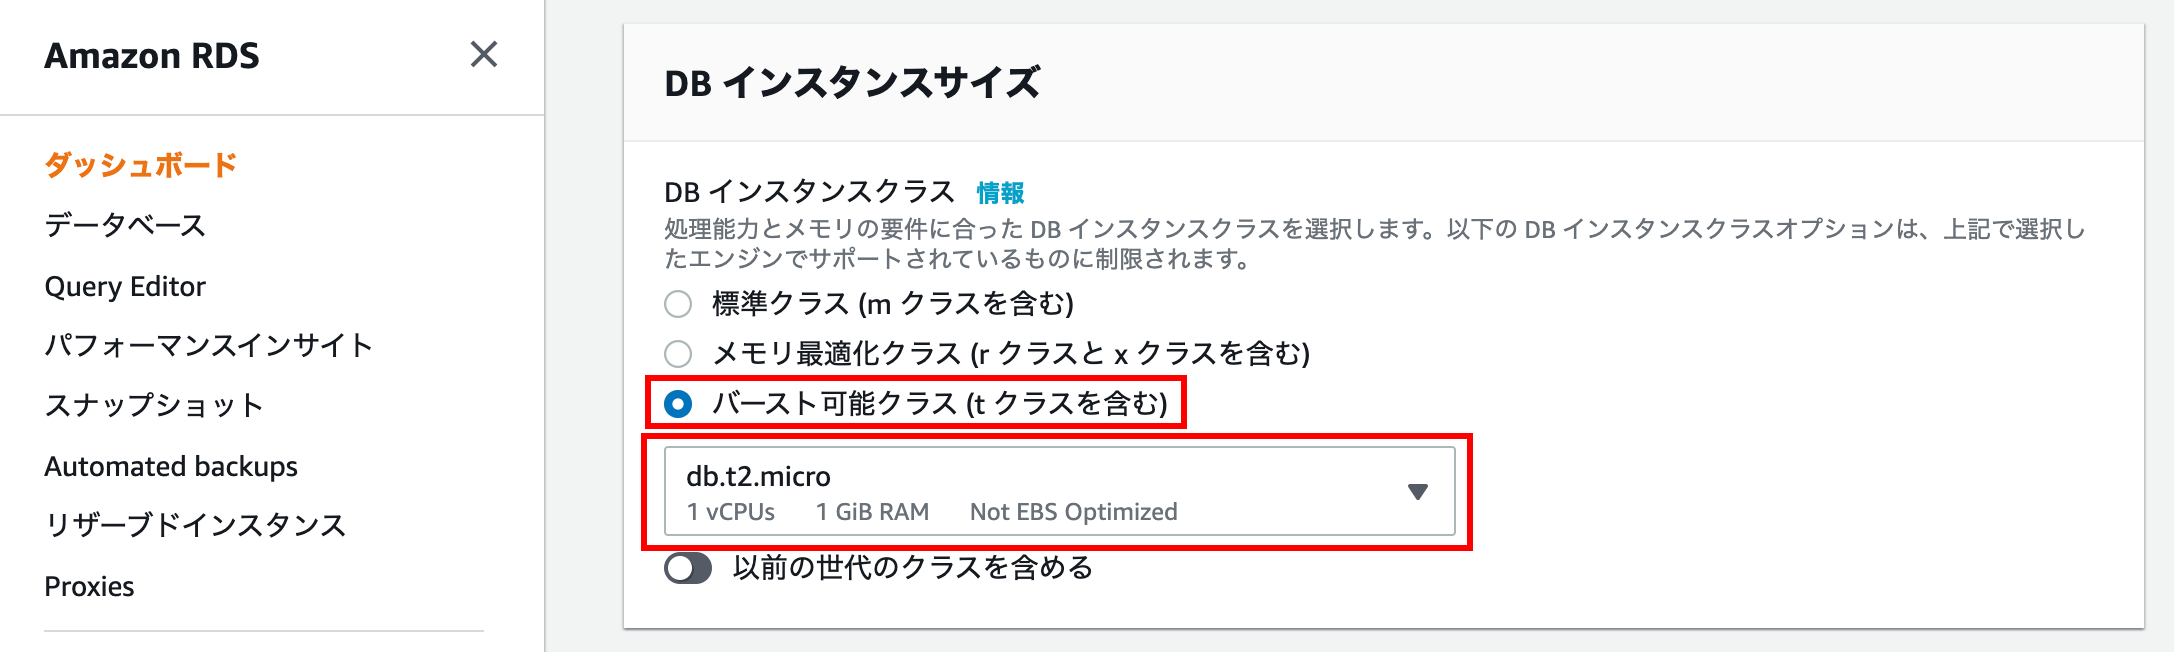 Amazon RDS
ダッシュボード
データベース
Query Editor
パフォーマンスインサイト
スナップショット
Automated backups
リザーブドインスタンス
Proxies
DB インスタンスサイズ
DB インスタンスクラス 情報
処理能力とメモリの要件に合った DB インスタンスクラスを選択します。以下の DB インスタンスクラスオプションは、上記で選択し
たエンジンでサポートされているものに制限されます。
標準クラス (m クラスを含む)
メモリ最適化クラス (r クラスと x クラスを含む)
バースト可能クラス (t クラスを含む)
db.t2.micro
1 vCPUs 1 GiB RAM Not EBS Optimized
以前の世代のクラスを含める